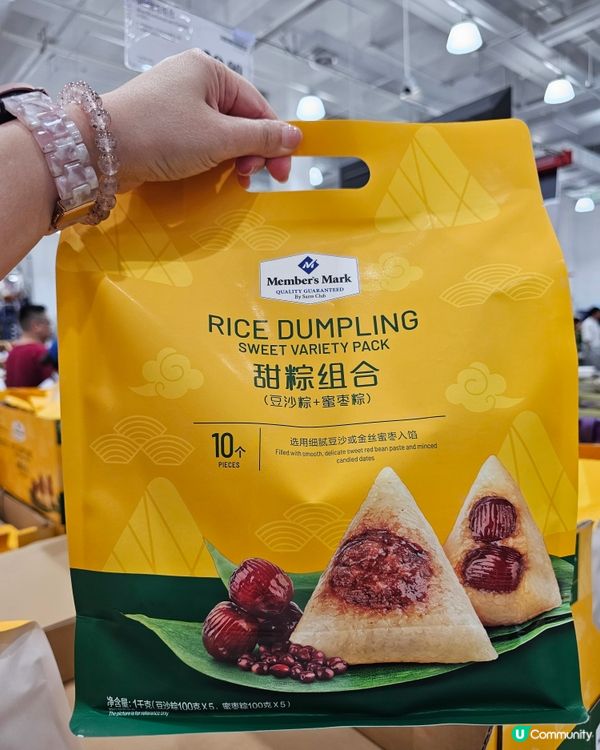 Member's Mark
QUALITY GUARANTEED
By Sam's Club
RICE DUMPLING
SWEET VARIETY PACK
甜粽组合
(豆沙粽+蜜枣粽)
10个
PIECES
选用细腻豆沙或金丝蜜枣入馅
Filled with smooth, delicate sweet red bean paste and minced
candied dates
净含量:1千克(豆沙粽100克X5, 蜜枣粽100克X5)
The picture is for reference only
U Community